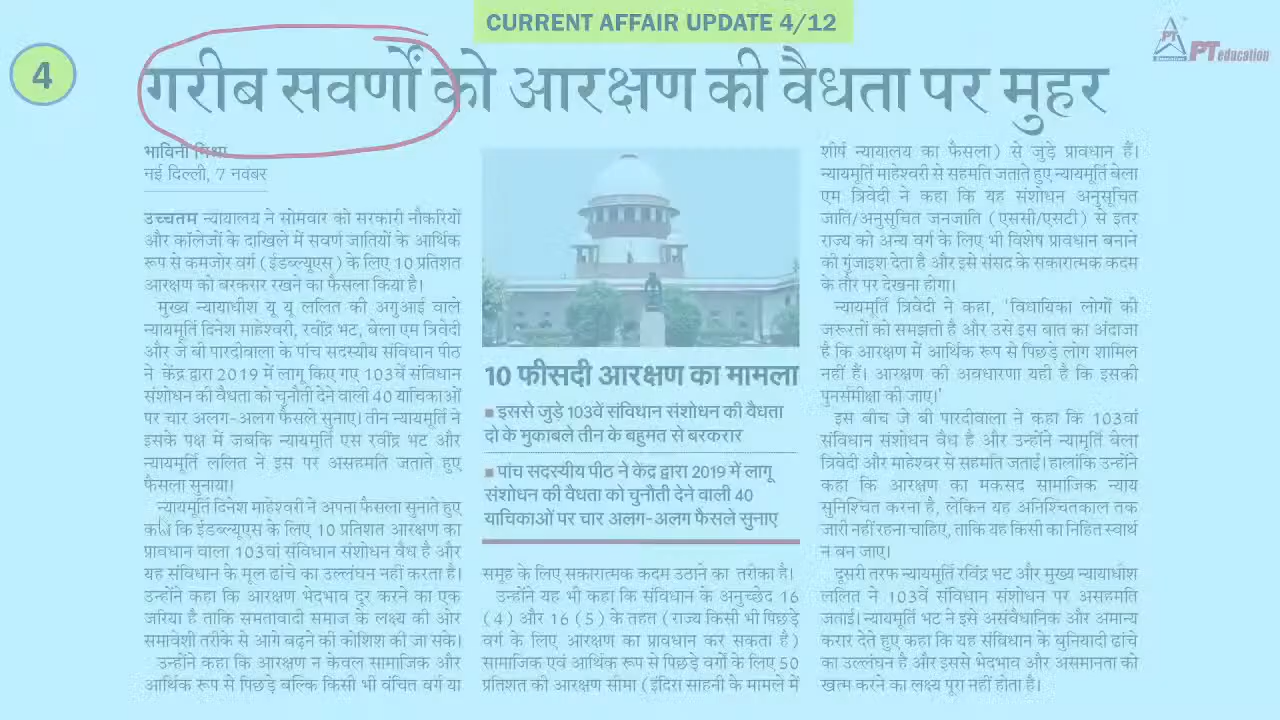 CURRENT AFFAIR UPDATE 4/12
PT
education
PT education
4
गरीब सवर्णों को आरक्षण की वैधता पर मुहर
भाविनी मिश्रा
नई दिल्ली, 7 नवंबर
उच्चतम न्यायालय ने सोमवार को सरकारी नौकरियों
और कॉलेजों के दाखिले में सवर्ण जातियों के आर्थिक
रूप से कमजोर वर्ग (ईडब्ल्यूएस) के लिए 10 प्रतिशत
आरक्षण को बरकरार रखने का फैसला किया है।
मुख्य न्यायाधीश यू यू ललित की अगुआई वाले
न्यायमूर्ति दिनेश माहेश्वरी, रवींद्र भट, बेला एम त्रिवेदी
और जे बी पारदीवाला के पांच सदस्यीय संविधान पीठ
ने केंद्र द्वारा 2019 में लागू किए गए 103वें संविधान
संशोधन की वैधता को चुनौती देने वाली 40 याचिकाओं
पर चार अलग-अलग फैसले सुनाए। तीन न्यायमूर्ति ने
इसके पक्ष में जबकि न्यायमूर्ति एस रवींद्र भट और
न्यायमूर्ति ललित ने इस पर असहमति जताते हुए
फैसला सुनाया।
न्यायमूर्ति दिनेश माहेश्वरी ने अपना फैसला सुनाते हुए
कहा कि ईडब्ल्यूएस के लिए 10 प्रतिशत आरक्षण का
प्रावधान वाला 103वां संविधान संशोधन वैध है और
यह संविधान के मूल ढांचे का उल्लंघन नहीं करता है।
उन्होंने कहा कि आरक्षण भेदभाव दूर करने का एक
जरिया है ताकि समतावादी समाज के लक्ष्य की ओर
समावेशी तरीके से आगे बढ़ने की कोशिश की जा सके।
उन्होंने कहा कि आरक्षण न केवल सामाजिक और
आर्थिक रूप से पिछड़े बल्कि किसी भी वंचित वर्ग या
10 फीसदी आरक्षण का मामला
इससे जुड़े 103वें संविधान संशोधन की वैधता
दो के मुकाबले तीन के बहुमत से बरकरार
पांच सदस्यीय पीठ ने केंद्र द्वारा 2019 में लागू
संशोधन की वैधता को चुनौती देने वाली 40
याचिकाओं पर चार अलग-अलग फैसले सुनाए
समूह के लिए सकारात्मक कदम उठाने का तरीका है।
उन्होंने यह भी कहा कि संविधान के अनुच्छेद 16
(4) और 16 (5) के तहत (राज्य किसी भी पिछड़े
वर्ग के लिए आरक्षण का प्रावधान कर सकता है)
सामाजिक एवं आर्थिक रूप से पिछड़े वर्गों के लिए 50
प्रतिशत की आरक्षण सीमा (इंदिरा साहनी के मामले में
शीर्ष न्यायालय का फैसला) से जुड़े प्रावधान हैं।
न्यायमूर्ति माहेश्वरी से सहमति जताते हुए न्यायमूर्ति बेला
एम त्रिवेदी ने कहा कि यह संशोधन अनुसूचित
जाति/अनुसूचित जनजाति (एससी/एसटी) से इतर
राज्य को अन्य वर्ग के लिए भी विशेष प्रावधान बनाने
की गुंजाइश देता है और इसे संसद के सकारात्मक कदम
के तौर पर देखना होगा।
न्यायमूर्ति त्रिवेदी ने कहा, 'विधायिका लोगों की
जरूरतों को समझती है और उसे इस बात का अंदाजा
है कि आरक्षण में आर्थिक रूप से पिछड़े लोग शामिल
नहीं हैं। आरक्षण की अवधारणा यही है कि इसकी
पुनर्समीक्षा की जाए।'
इस बीच जे बी पारदीवाला ने कहा कि 103वां
संविधान संशोधन वैध है और उन्होंने न्यामूर्ति बेला
त्रिवेदी और माहेश्वर से सहमति जताई। हालांकि उन्होंने
कहा कि आरक्षण का मकसद सामाजिक न्याय
सुनिश्चित करना है, लेकिन यह अनिश्चितकाल तक
जारी नहीं रहना चाहिए, ताकि यह किसी का निहित स्वार्थ
न बन जाए।
दूसरी तरफ न्यायमूर्ति रविंद्र भट और मुख्य न्यायाधीश
ललित ने 103वें संविधान संशोधन पर असहमति
जताई। न्यायमूर्ति भट ने इसे असंवैधानिक और अमान्य
करार देते हुए कहा कि यह संविधान के बुनियादी ढांचे
का उल्लंघन है और इससे भेदभाव और असमानता को
खत्म करने का लक्ष्य पूरा नहीं होता है।